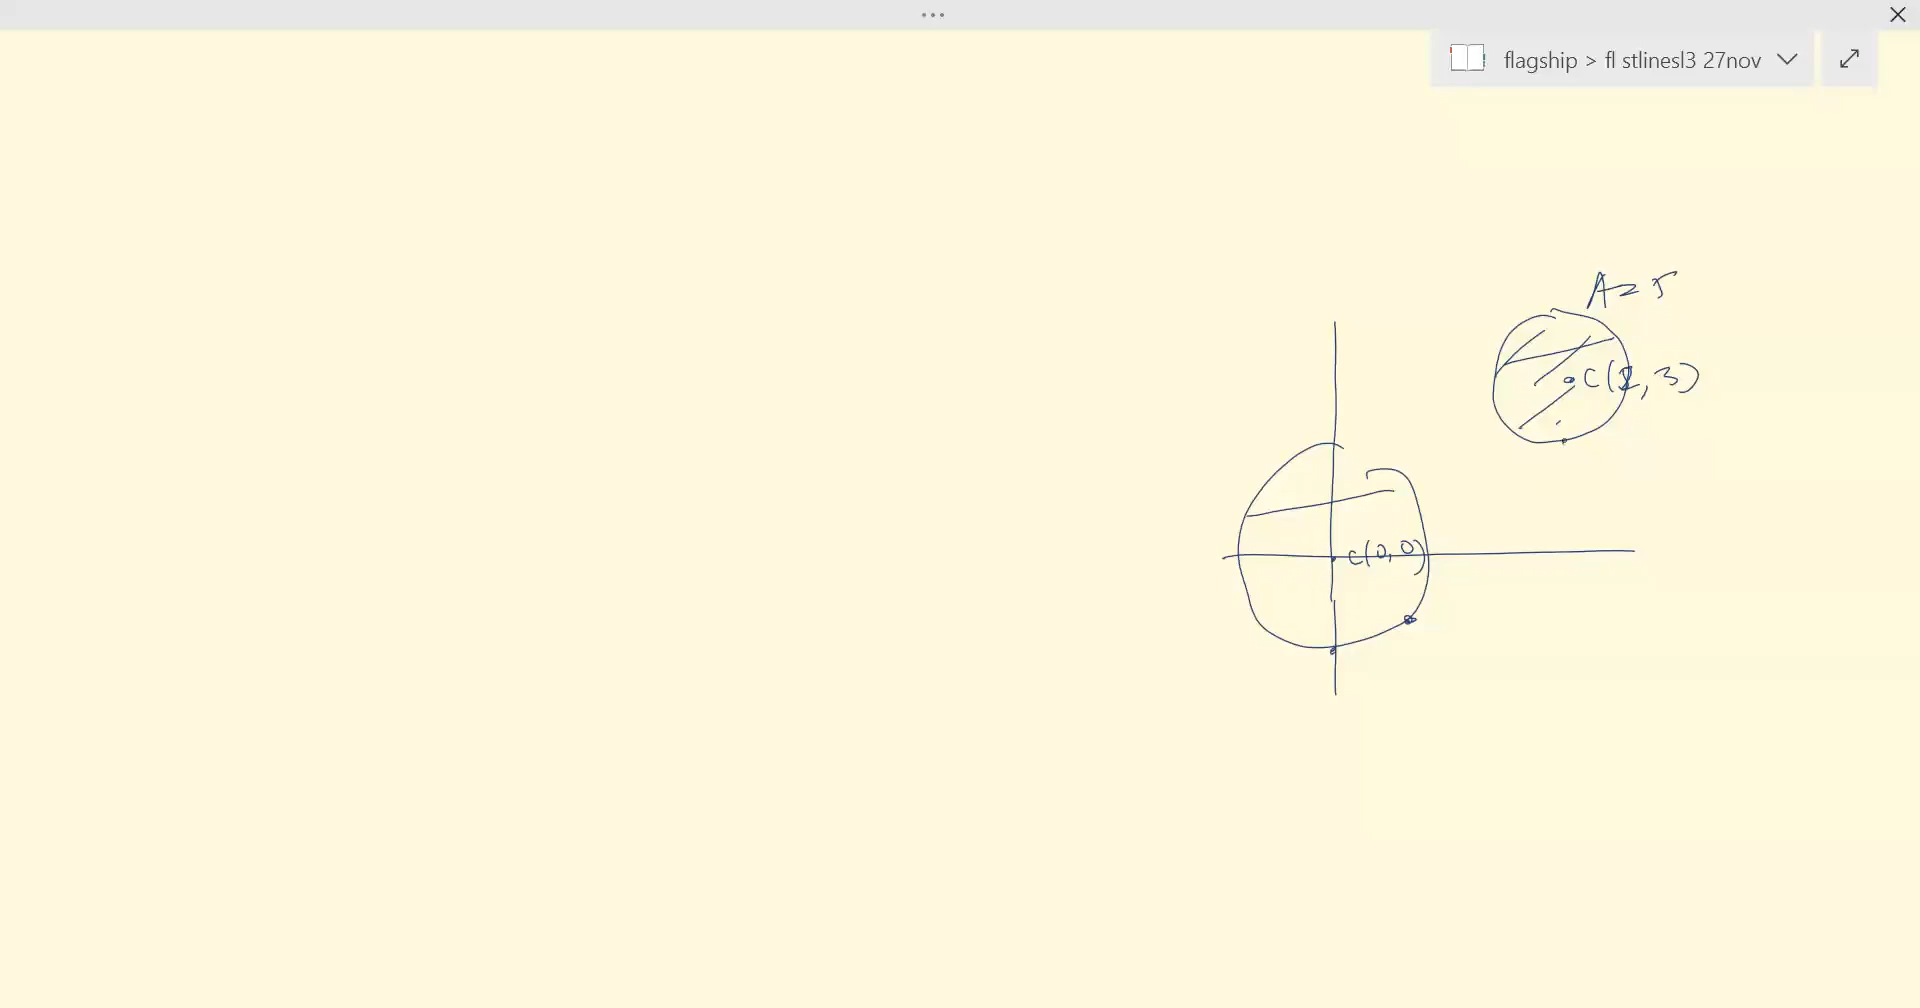 flagship > fl stlinesl3 27nov
A = 5
C(2,3)
C(0,0)